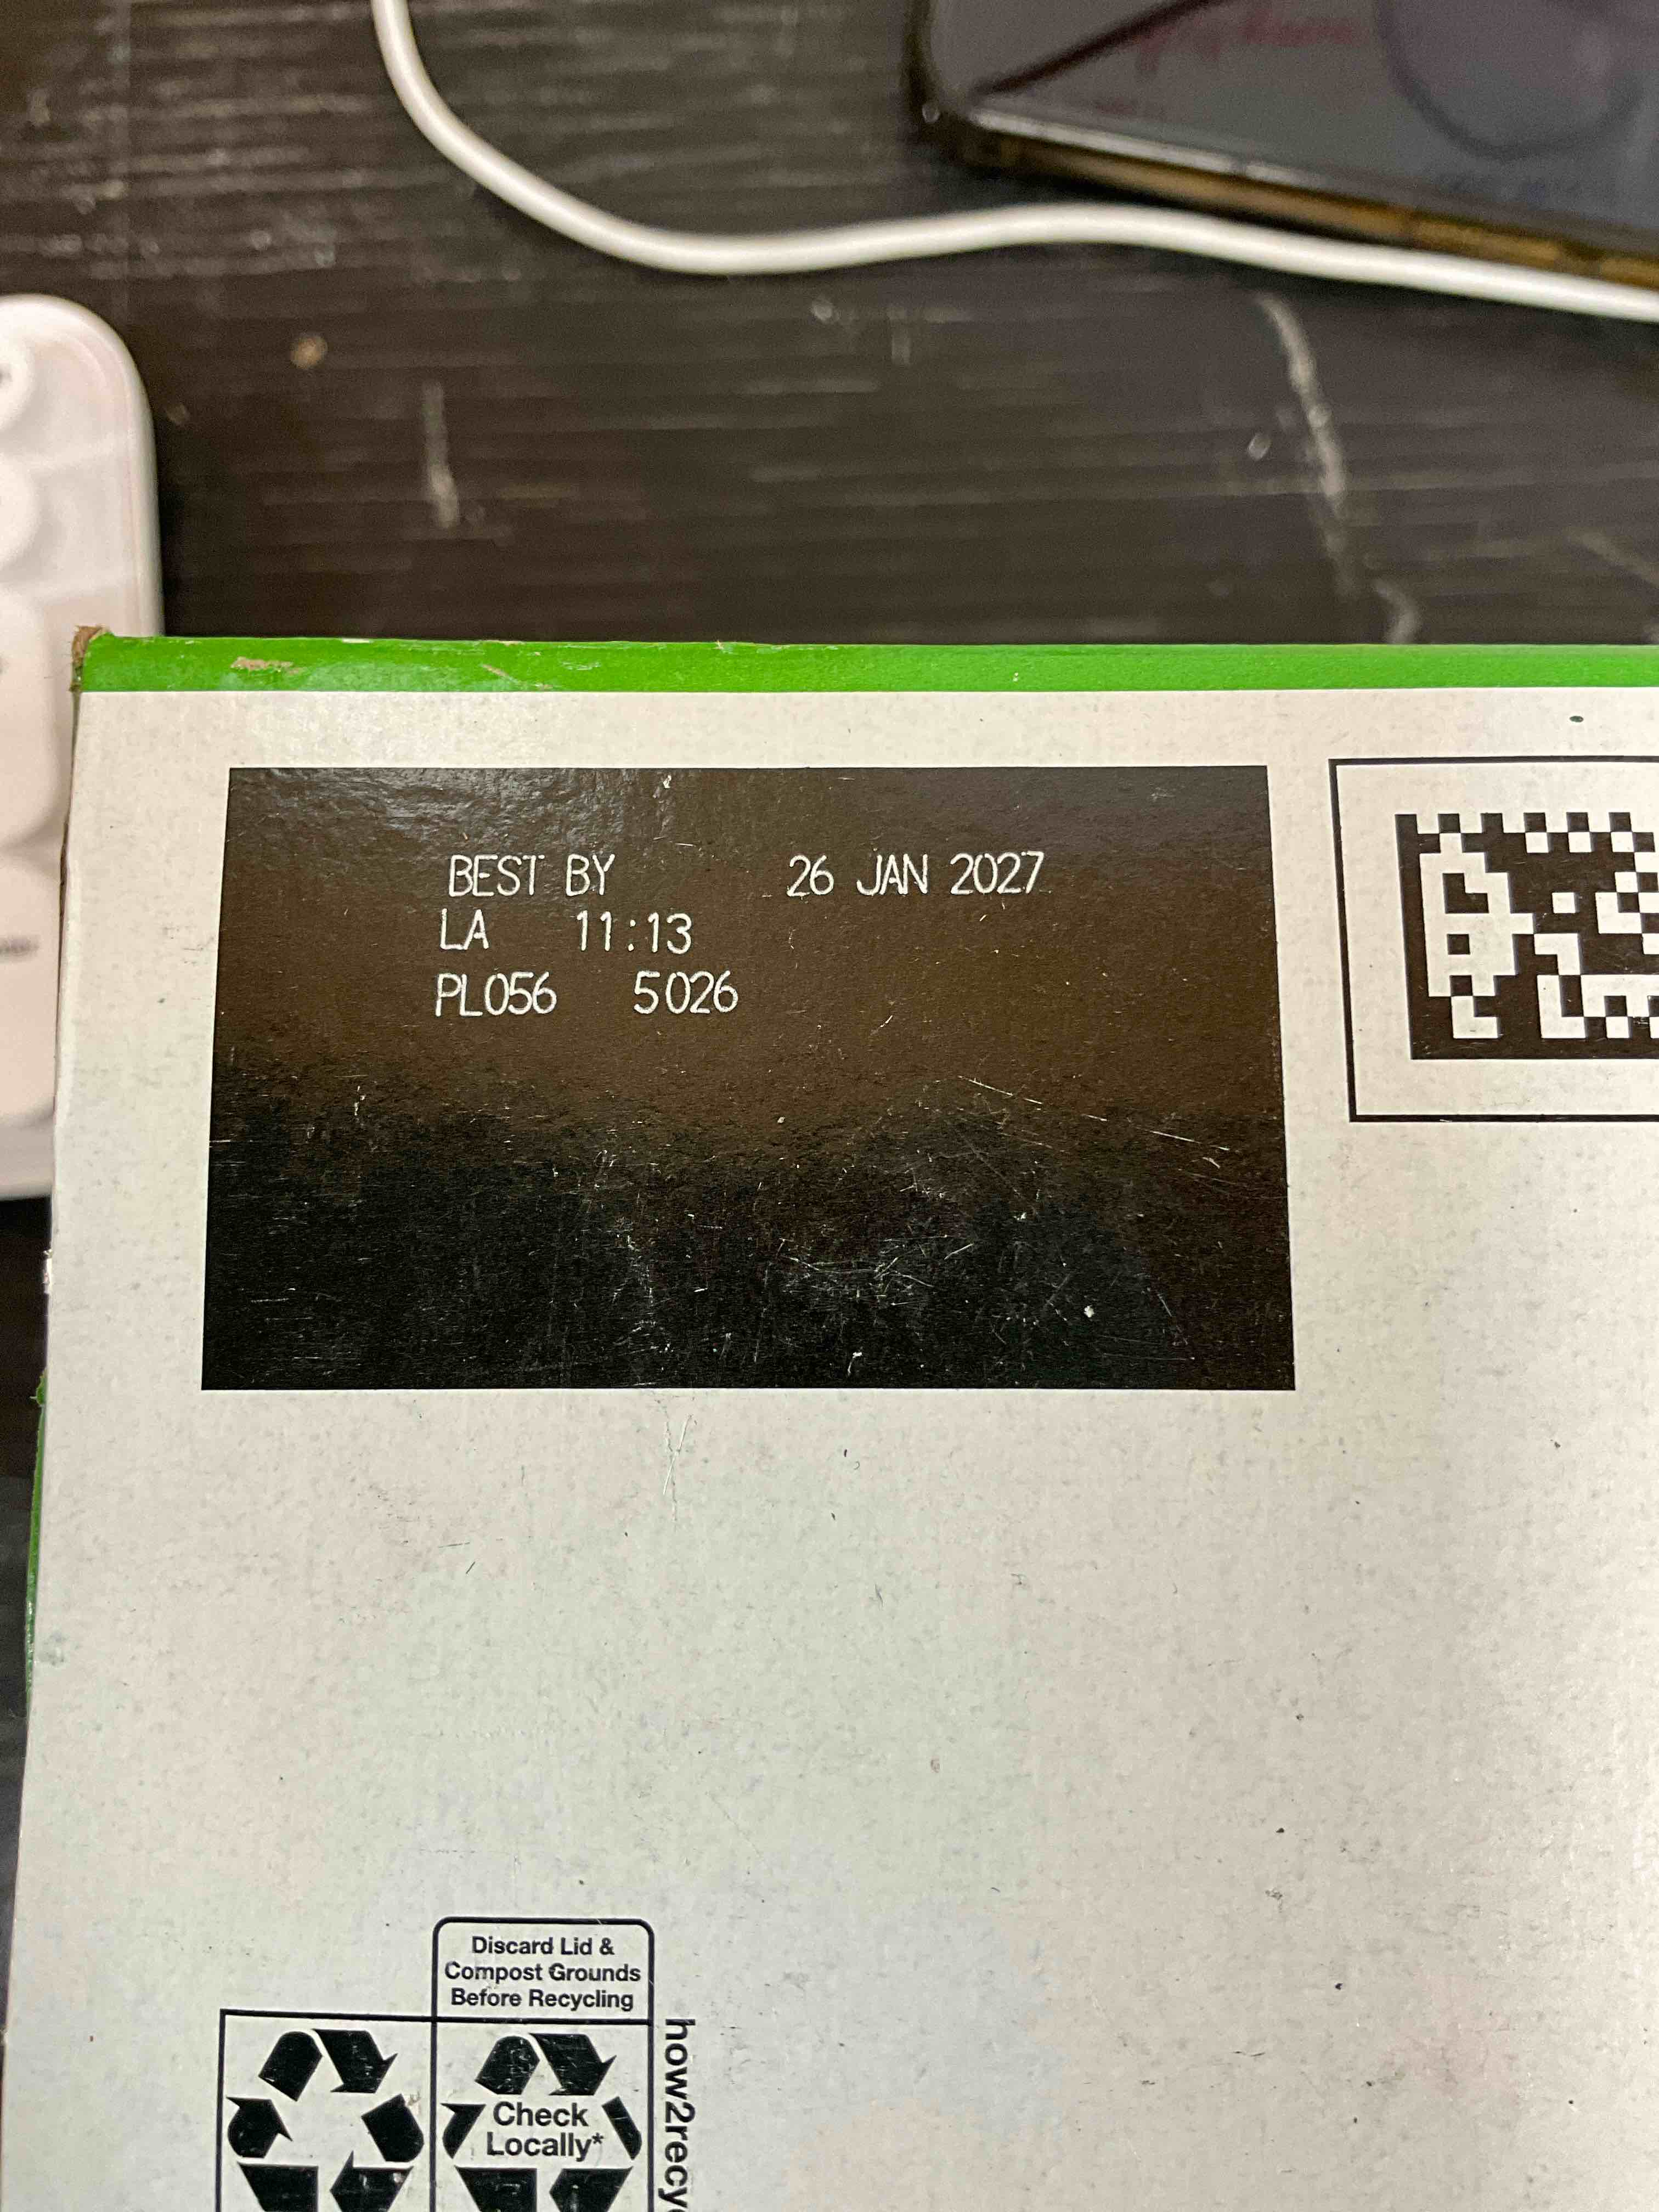 BEST BY 26 JAN 2027
LA 11:13
PL056 5026
Discard Lid &
Compost Grounds
Before Recycling
Check
Locally*